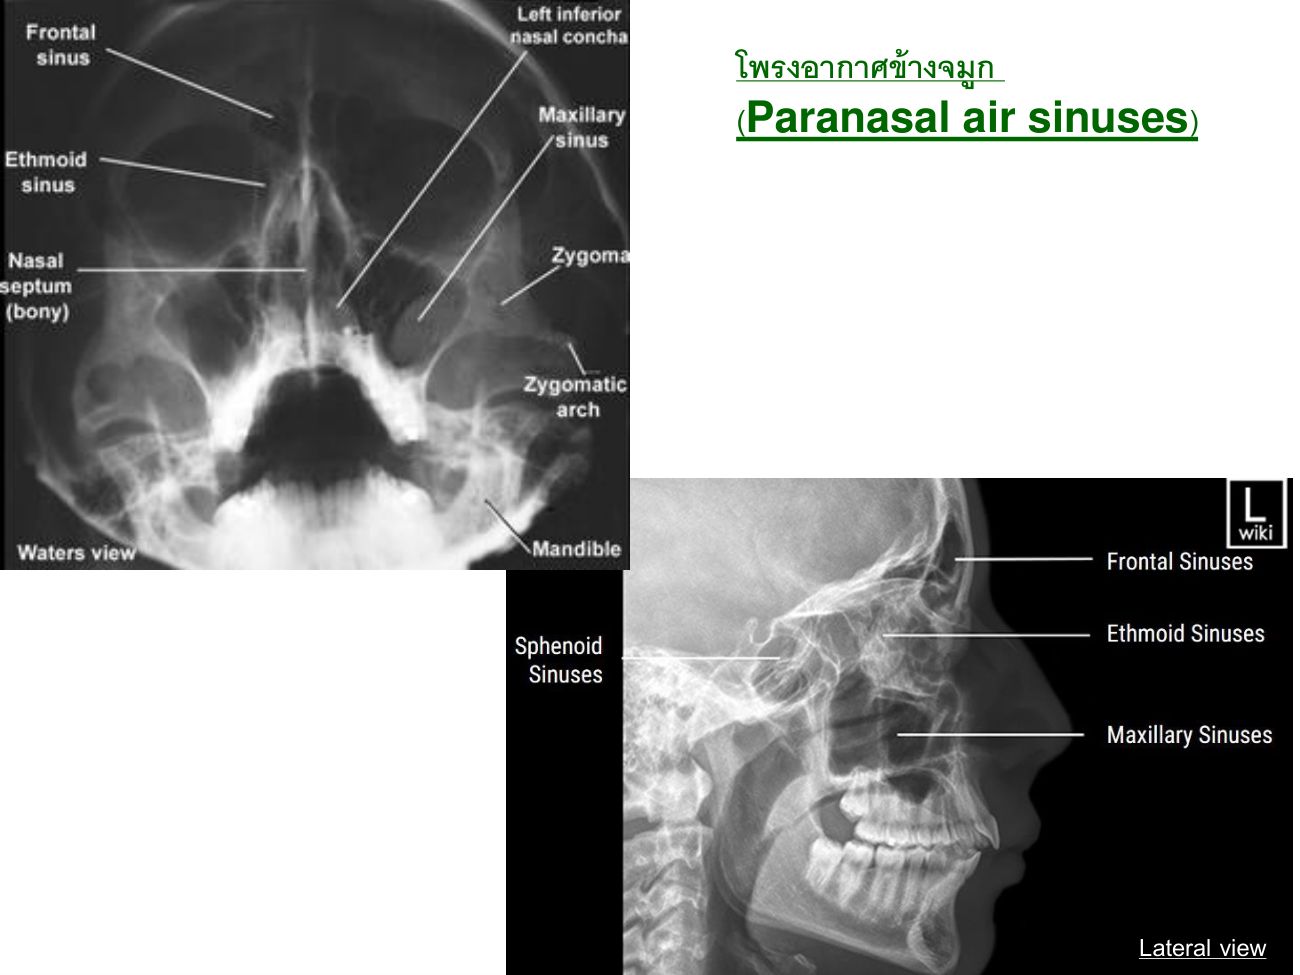 Frontal
sinus
Left inferior
nasal concha
Maxillary
sinus
Ethmoid
sinus
Nasal
septum
(bony)
Zygoma
Zygomatic
arch
Mandible
Waters view
โพรงอากาศข้างจมูก
(Paranasal air sinuses)
L
wiki
Frontal Sinuses
Ethmoid Sinuses
Sphenoid
Sinuses
Maxillary Sinuses
Lateral view